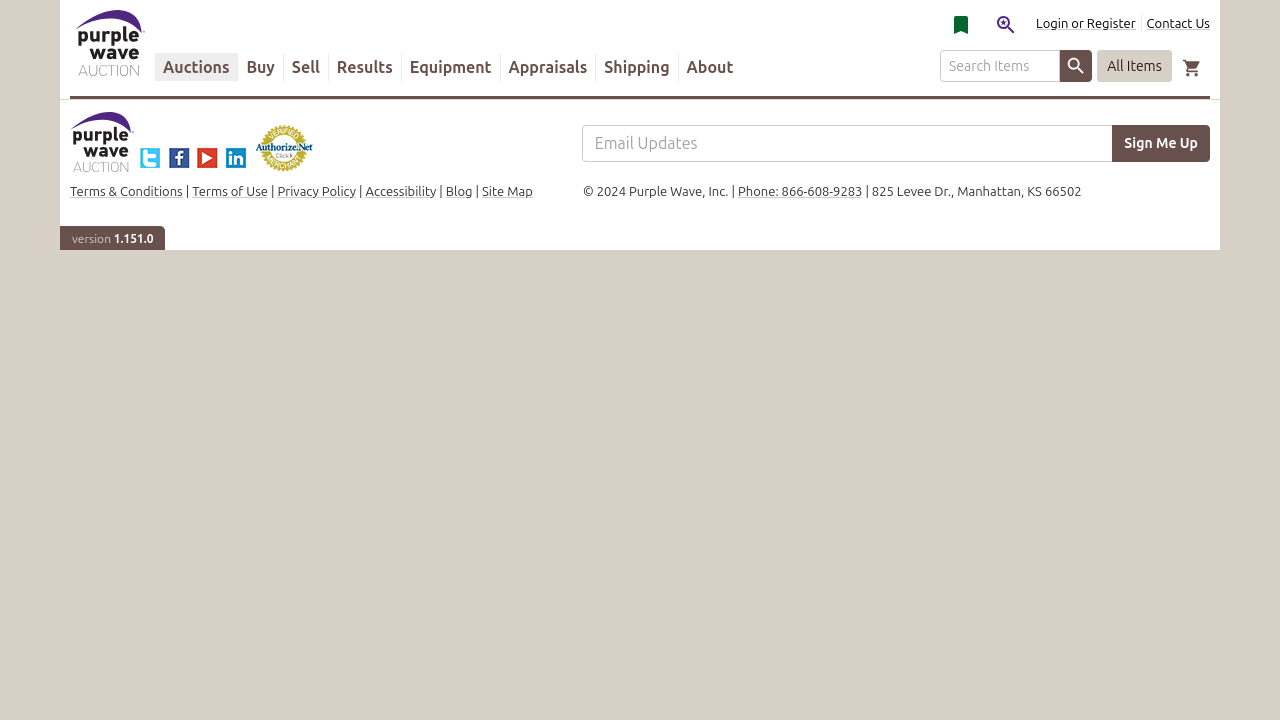 purple
wave
AUCTION
Login or Register
Contact Us
Auctions
Buy
Sell
Results
Equipment
Appraisals
Shipping
About
Search Items
All Items
purple
wave
AUCTION
VERIFIED
Authorize.Net
Click
Email Updates
Sign Me Up
Terms & Conditions | Terms of Use | Privacy Policy | Accessibility | Blog | Site Map
© 2024 Purple Wave, Inc. | Phone: 866-608-9283 | 825 Levee Dr., Manhattan, KS 66502
version 1.151.0